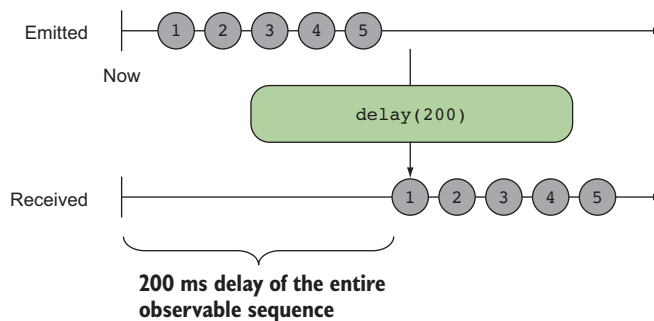 Emitted
1 2 3 4 5
Now
delay(200)
Received
1 2 3 4 5
200 ms delay of the entire
observable sequence